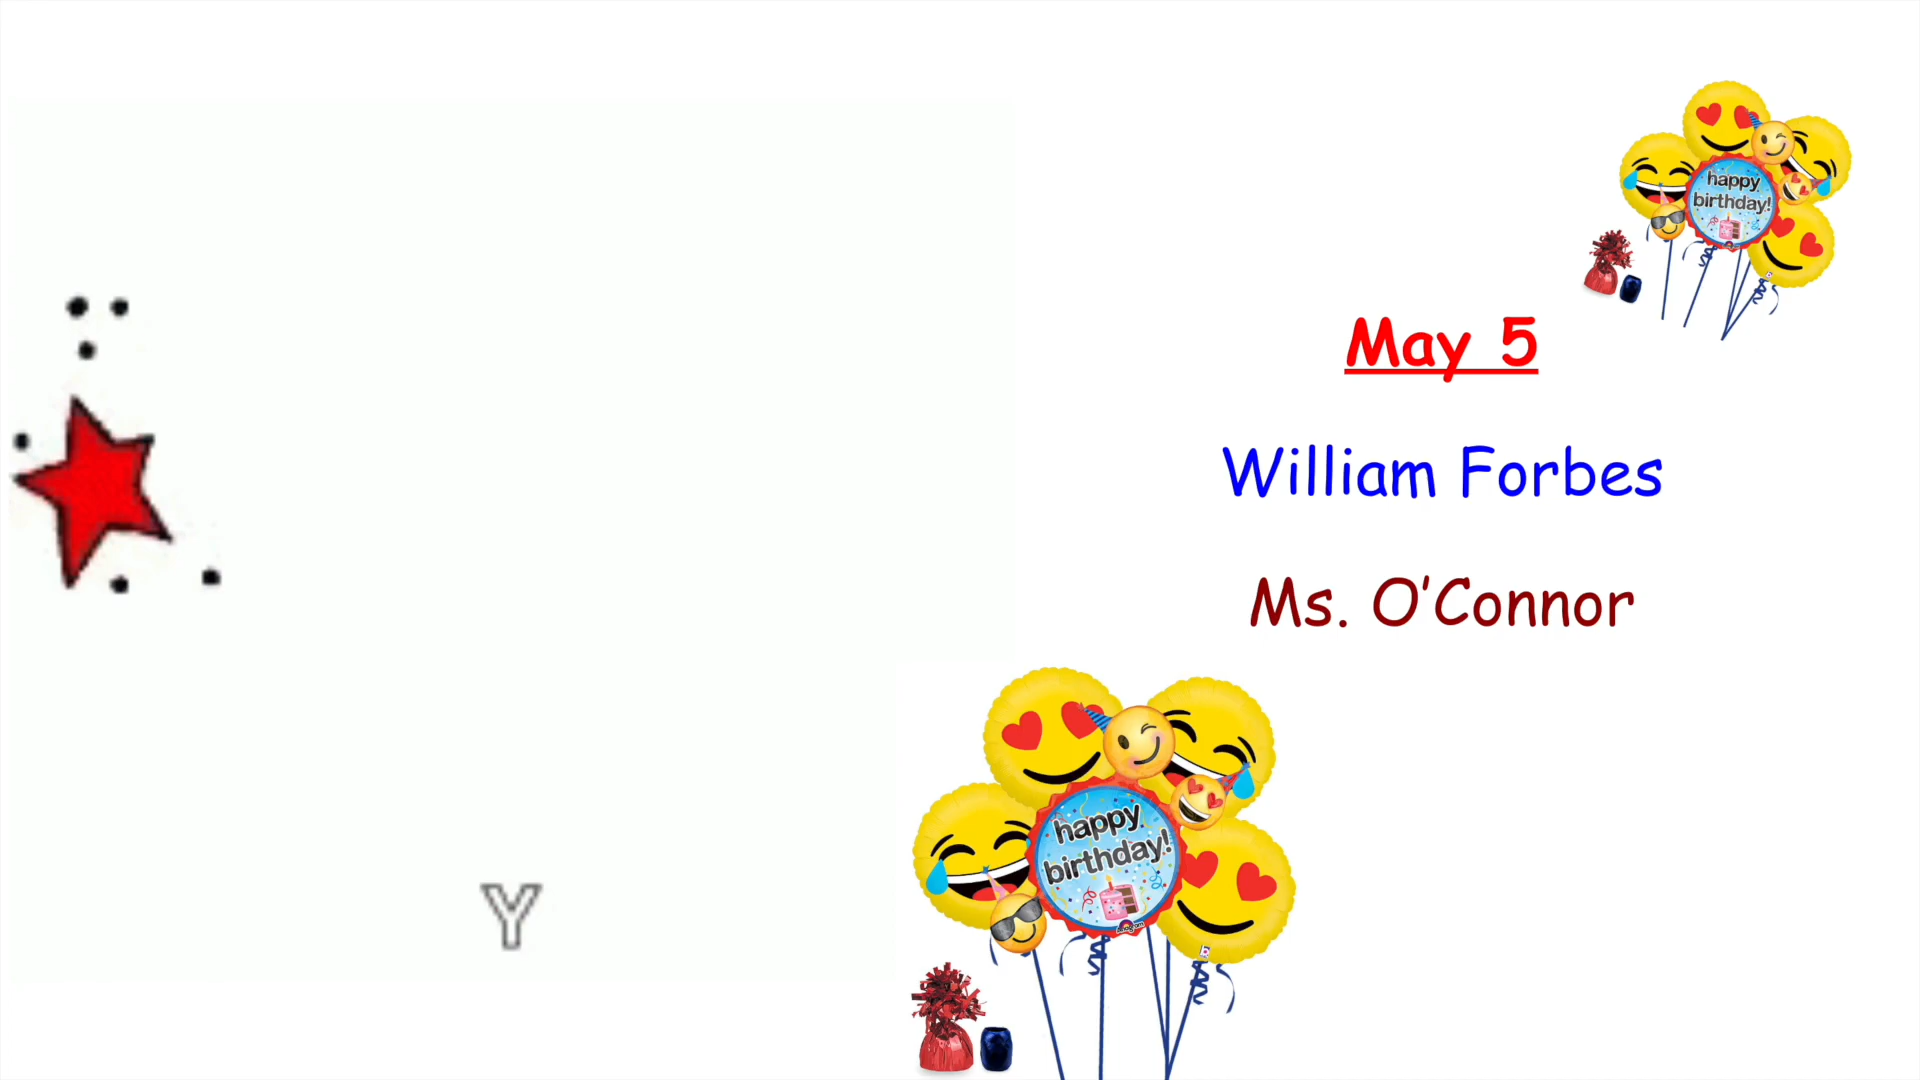 happy
birthday!
May 5
William Forbes
Ms. O’Connor
happy
birthday!
Y